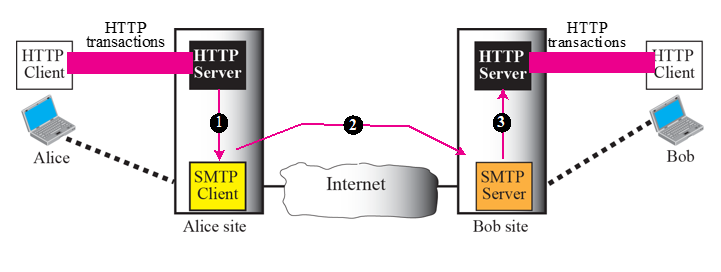 HTTP
transactions
HTTP
Client
HTTP
Server
1
Alice
SMTP
Client
Alice site
2
Internet
HTTP
transactions
HTTP
Server
HTTP
Client
3
Bob
SMTP
Server
Bob site